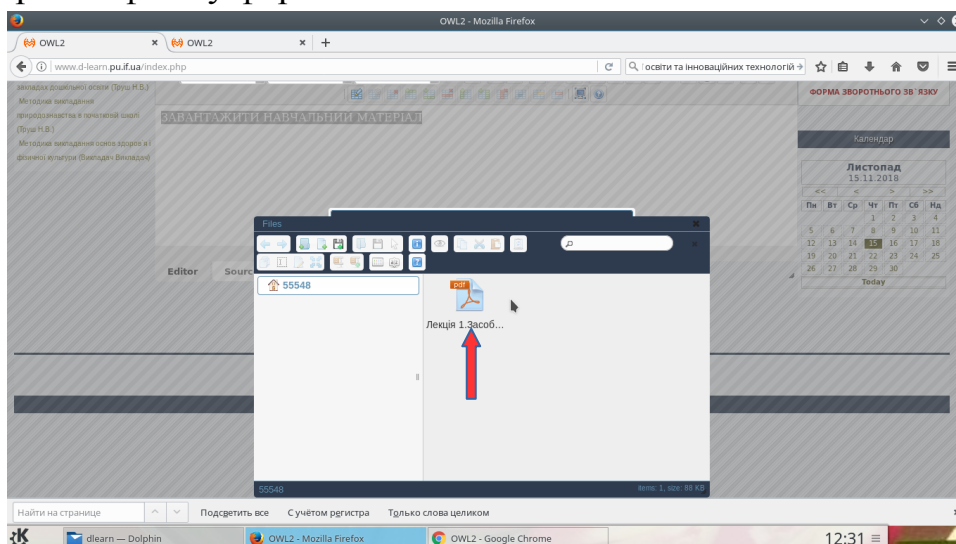 OWL2 - Mozilla Firefox
OWL2
OWL2
www.d-learn.pu.if.ua/index.php
освіти та інноваційних технологій
закладах дошкільної освіти (Труш Н.В.)
Методика викладання
природознавства в початковій школі
(Труш Н.В.)
Методика викладання основ здоров я і
фізичної культура (Викладач Викладач)
ЗАВАНТАЖИТИ НАВЧАЛЬНИЙ МАТЕРІАЛ
ФОРМА ЗВОРОТНЬОГО ЗВ`ЯЗКУ
Календар
Листопад
15.11.2018
<< < > >>
Пн Вт Ср Чт Пт Сб Нд
1 2 3 4
5 6 7 8 9 10 11
12 13 14 15 16 17 18
19 20 21 22 23 24 25
26 27 28 29 30
Today
Editor
Files
55548
pdf
Лекція 1.Засоб...
55548
items: 1, size: 89 KB
Найти на странице
Подсветить все
С учётом регистра
Только слова целиком
dlearn — Dolphin
OWL2 - Mozilla Firefox
OWL2 - Google Chrome
12:31